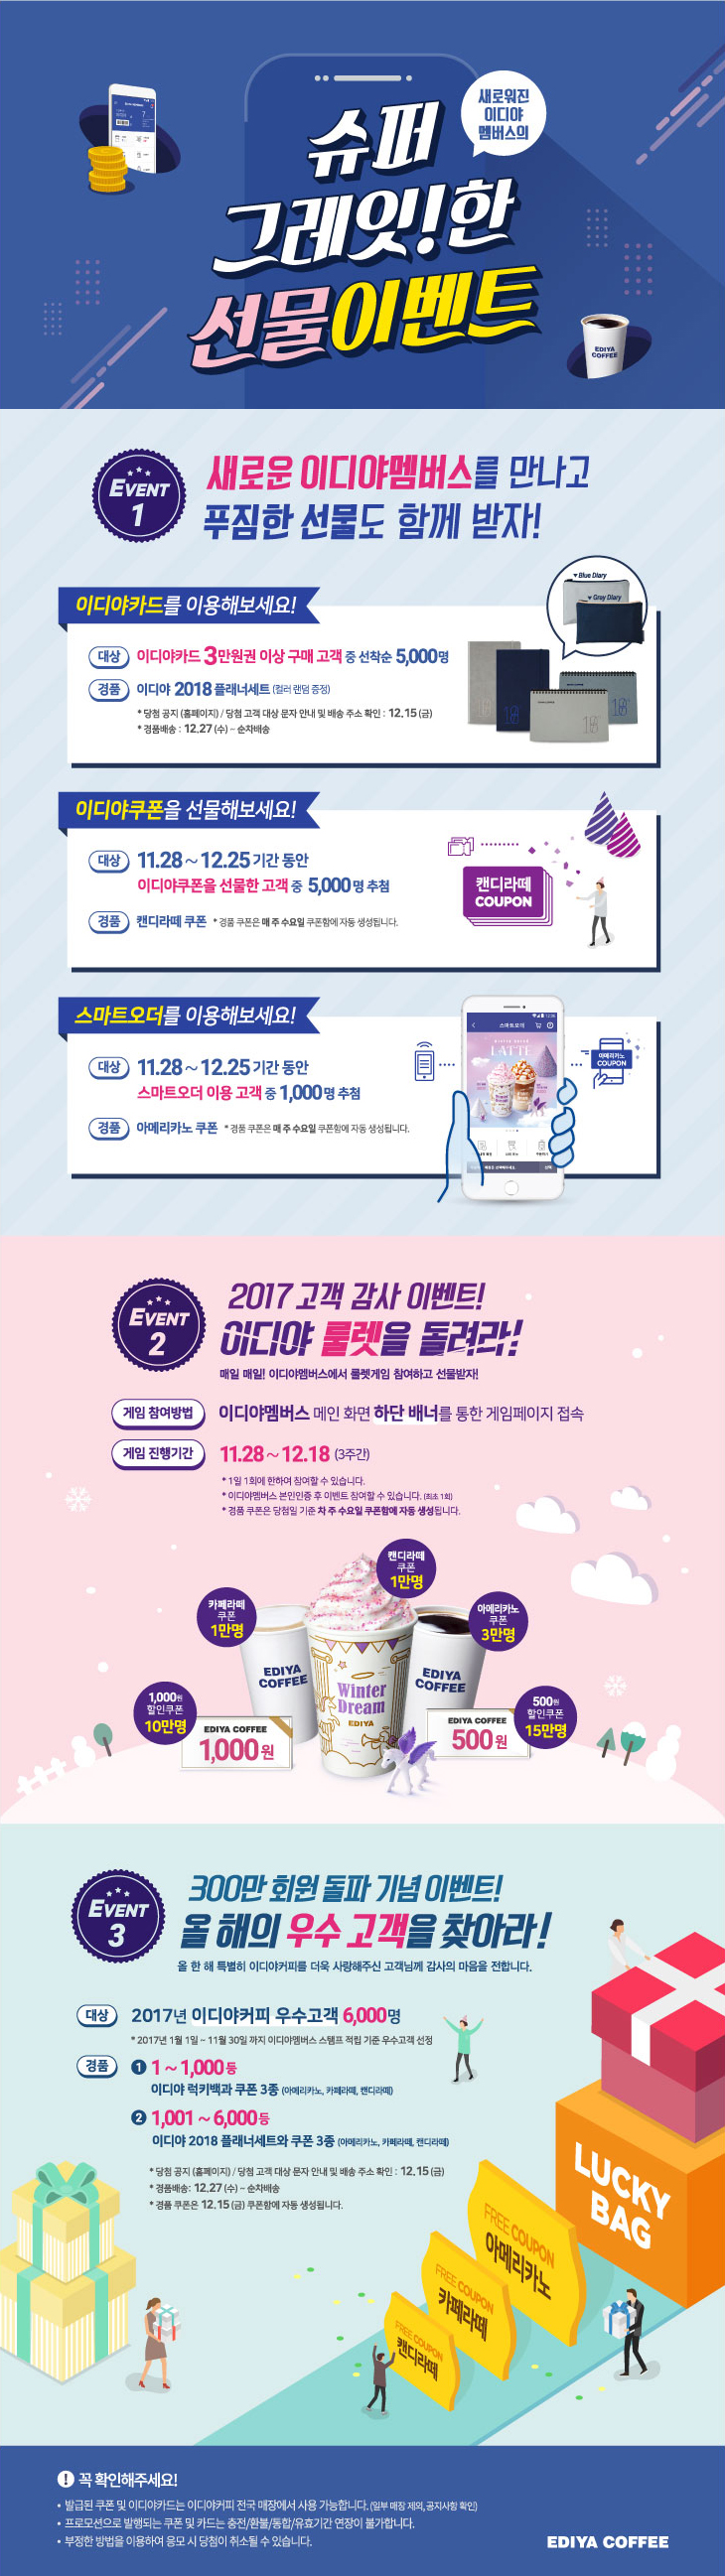 새로워진
이디야
멤버스의
슈퍼
그레잇!한
선물이벤트
EDIYA
COFFEE
EVENT
1
새로운 이디야멤버스를 만나고
푸짐한 선물도 함께 받자!
이디야카드를 이용해보세요!
▼Blue Diary
▼Gray Diary
대상 이디야카드 3만원권 이상 구매 고객 중 선착순 5,000명
경품 이디야 2018 플래너세트 (컬러 랜덤 증정)
* 당첨 공지 (홈페이지) / 당첨 고객 대상 문자 안내 및 배송 주소 확인 : 12.15 (금)
* 경품배송 : 12.27 (수) ~ 순차배송
18
18
이디야쿠폰을 선물해보세요!
대상 11.28 ~ 12.25 기간 동안
이디야쿠폰을 선물한 고객 중 5,000 명 추첨
경품 캔디라떼 쿠폰 * 경품 쿠폰은 매 주 수요일 쿠폰함에 자동 생성됩니다.
캔디라떼
COUPON
스마트오더를 이용해보세요!
대상 11.28 ~ 12.25 기간 동안
스마트오더 이용 고객 중 1,000 명 추첨
경품 아메리카노 쿠폰 * 경품 쿠폰은 매 주 수요일 쿠폰함에 자동 생성됩니다.
스마트오더
LATTE
아메리카노
COUPON
EVENT
2
2017 고객 감사 이벤트!
이디야 룰렛을 돌려라!
매일 매일! 이디야멤버스에서 룰렛게임 참여하고 선물받자!
게임 참여방법 이디야멤버스 메인 화면 하단 배너를 통한 게임페이지 접속
게임 진행기간 11.28 ~ 12.18 (3주간)
* 1일 1회에 한하여 참여할 수 있습니다.
* 이디야멤버스 본인인증 후 이벤트 참여할 수 있습니다. (최초 1회)
* 경품 쿠폰은 당첨일 기준 차 주 수요일 쿠폰함에 자동 생성됩니다.
캔디라떼
쿠폰
1만명
카페라떼
쿠폰
1만명
아메리카노
쿠폰
3만명
EDIYA
COFFEE
Winter
Dream
EDIYA
EDIYA
COFFEE
1,000원
할인쿠폰
10만명
EDIYA COFFEE
1,000원
EDIYA COFFEE
500원
500원
할인쿠폰
15만명
EVENT
3
300만 회원 돌파 기념 이벤트!
올 해의 우수 고객을 찾아라!
올 한 해 특별히 이디야커피를 더욱 사랑해주신 고객님께 감사의 마음을 전합니다.
대상 2017년 이디야커피 우수고객 6,000명
* 2017년 1월 1일 ~ 11월 30일 까지 이디야멤버스 스탬프 적립 기준 우수고객 선정
경품 1 1 ~ 1,000 등
이디야 럭키백과 쿠폰 3종 (아메리카노, 카페라떼, 캔디라떼)
2 1,001 ~ 6,000등
이디야 2018 플래너세트와 쿠폰 3종 (아메리카노, 카페라떼, 캔디라떼)
* 당첨 공지 (홈페이지) / 당첨 고객 대상 문자 안내 및 배송 주소 확인 : 12.15 (금)
* 경품배송: 12.27 (수) ~ 순차배송
* 경품 쿠폰은 12.15 (금) 쿠폰함에 자동 생성됩니다.
LUCKY
BAG
FREE COUPON
아메리카노
FREE COUPON
카페라떼
FREE COUPON
캔디라떼
! 꼭 확인해주세요!
• 발급된 쿠폰 및 이디야카드는 이디야커피 전국 매장에서 사용 가능합니다. (일부 매장 제외, 공지사항 확인)
• 프로모션으로 발행되는 쿠폰 및 카드는 충전/환불/통합/유효기간 연장이 불가합니다.
• 부정한 방법을 이용하여 응모 시 당첨이 취소될 수 있습니다.
EDIYA COFFEE